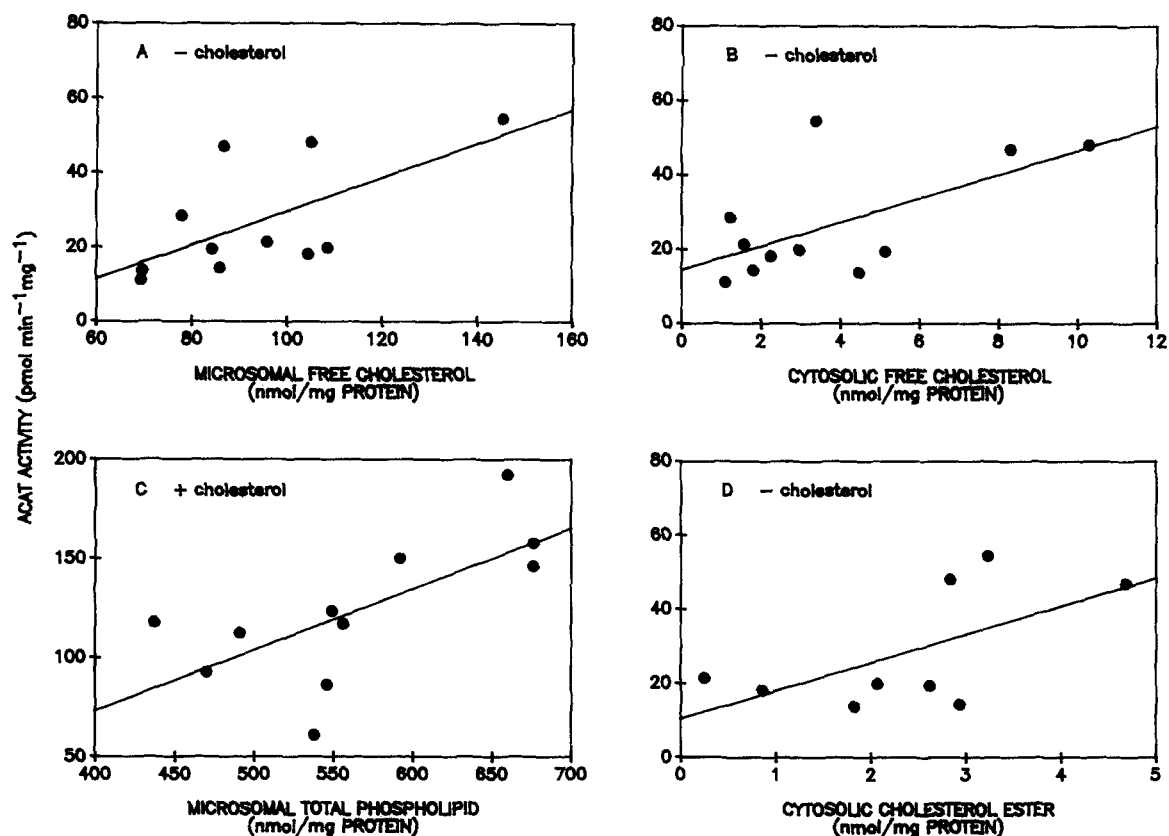 80
60
40
20
0
A − cholesterol
60 80 100 120 140 160
MICROSOMAL FREE CHOLESTEROL
(nmol/mg PROTEIN)
80
60
40
20
0
B − cholesterol
0 2 4 6 8 10 12
CYTOSOLIC FREE CHOLESTEROL
(nmol/mg PROTEIN)
ACAT ACTIVITY (pmol min⁻¹mg⁻¹)
200
150
100
50
C + cholesterol
400 450 500 550 600 650 700
MICROSOMAL TOTAL PHOSPHOLIPID
(nmol/mg PROTEIN)
80
60
40
20
0
D − cholesterol
0 1 2 3 4 5
CYTOSOLIC CHOLESTEROL ESTER
(nmol/mg PROTEIN)